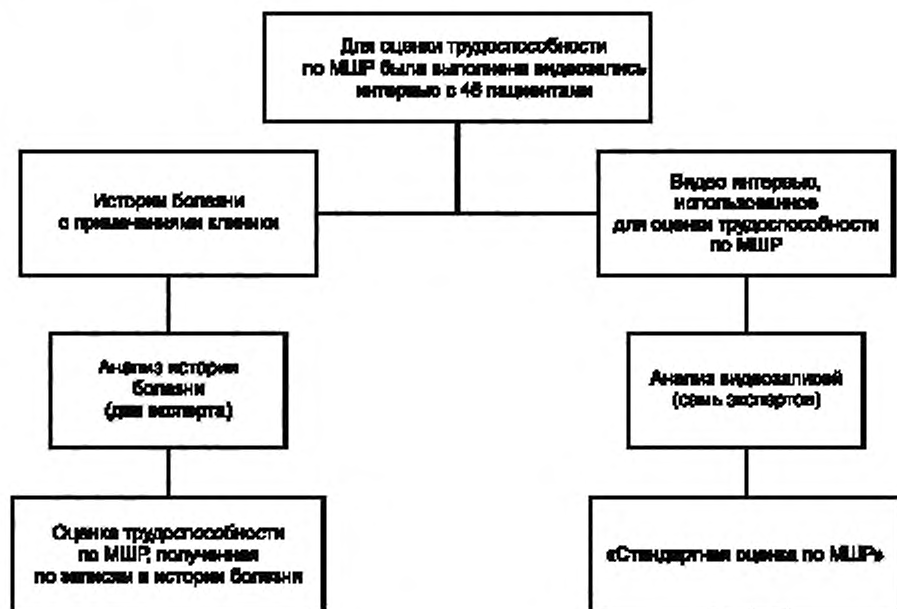 Для оценки трудоспособности
по МШР была выполнена видеозапись
интервью с 46 пациентами
Истории болезни
с примечаниями клиники
Видео интервью,
использованное
для оценки трудоспособности
по МШР
Анализ истории
болезни
(два эксперта)
Анализ видеозаписей
(семь экспертов)
Оценка трудоспособности
по МШР, полученная
по записям в истории болезни
«Стандартная оценка по МШР»